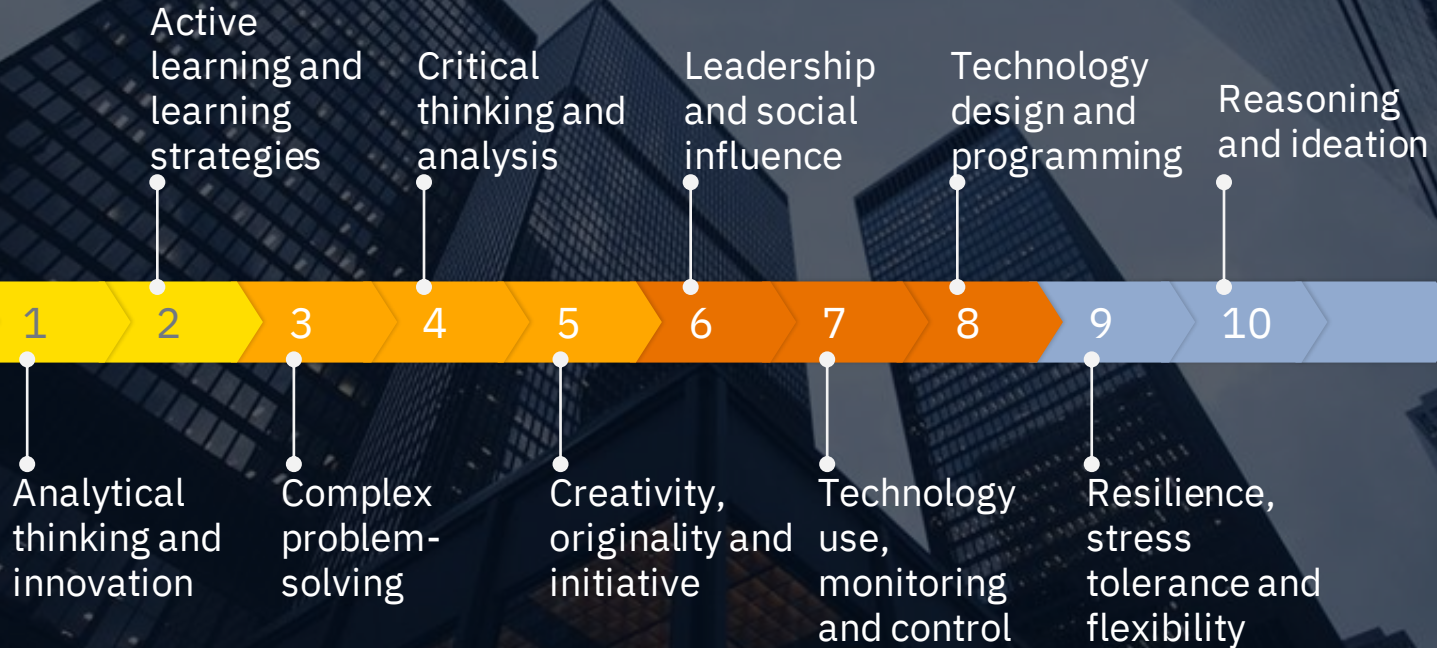 Active
learning and
learning
strategies
Critical
thinking and
analysis
Leadership
and social
influence
Technology
design and
programming
Reasoning
and ideation
1
2
3
4
5
6
7
8
9
10
Analytical
thinking and
innovation
Complex
problem-
solving
Creativity,
originality and
initiative
Technology
use,
monitoring
and control
Resilience,
stress
tolerance and
flexibility